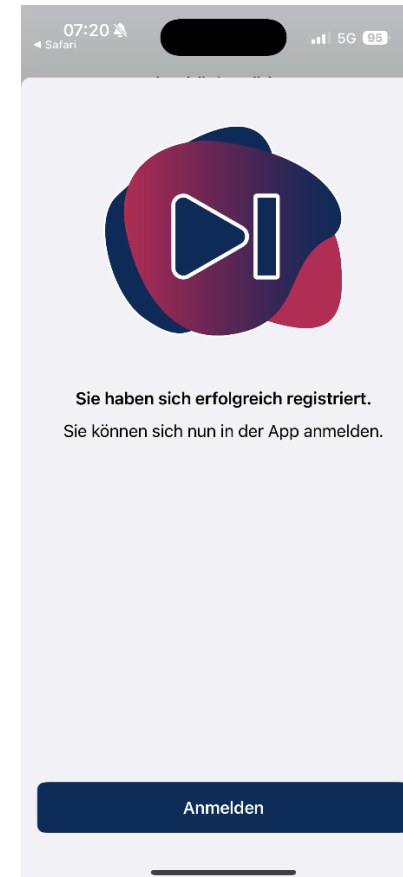 07:20
◀ Safari
5G 95
Sie haben sich erfolgreich registriert.
Sie können sich nun in der App anmelden.
Anmelden